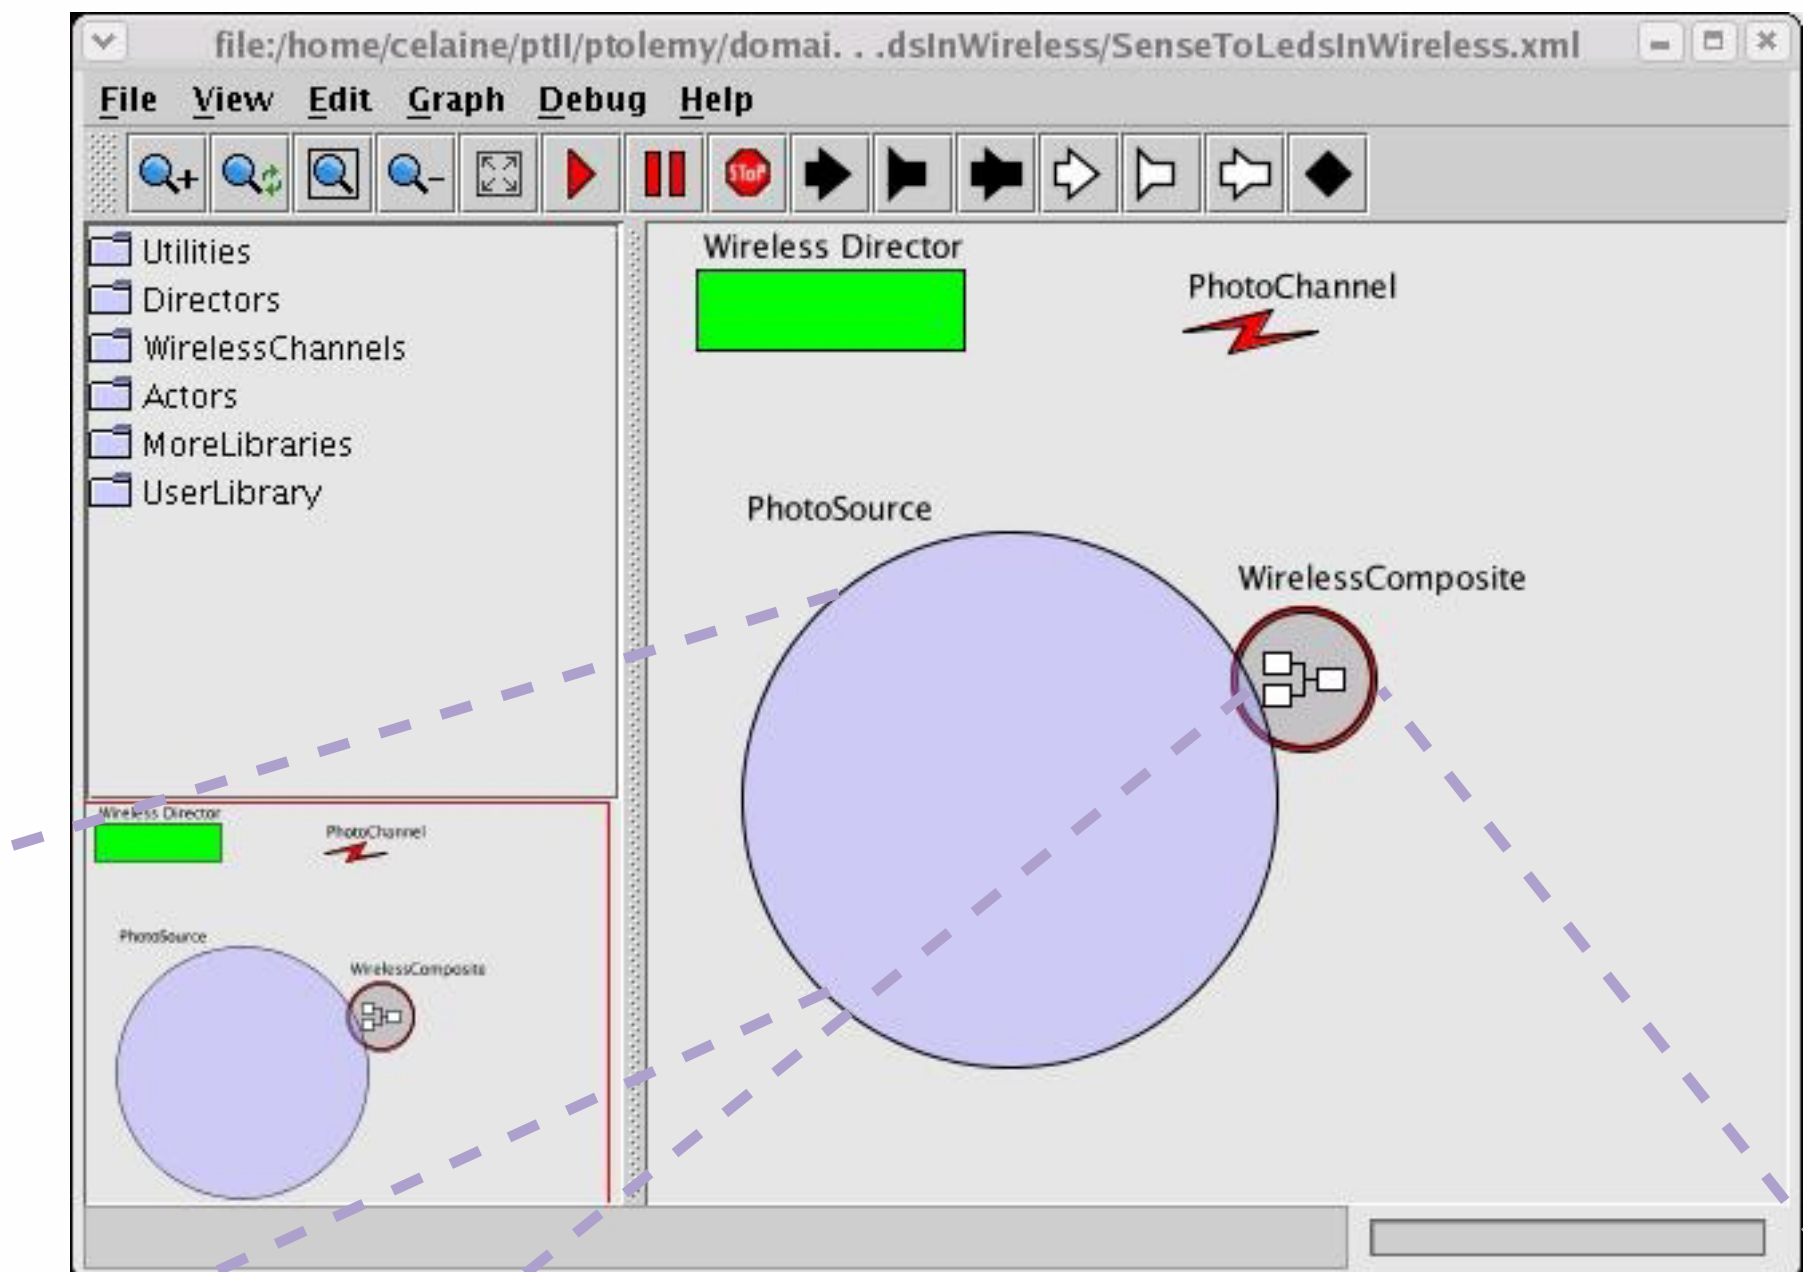 file:/home/celaine/ptII/ptolemy/domai. . .dsInWireless/SenseToLedsInWireless.xml
File View Edit Graph Debug Help
STOP
Utilities
Directors
WirelessChannels
Actors
MoreLibraries
UserLibrary
Wireless Director
PhotoChannel
PhotoSource
WirelessComposite
Wireless Director
PhotoChannel
PhotoSource
WirelessComposite